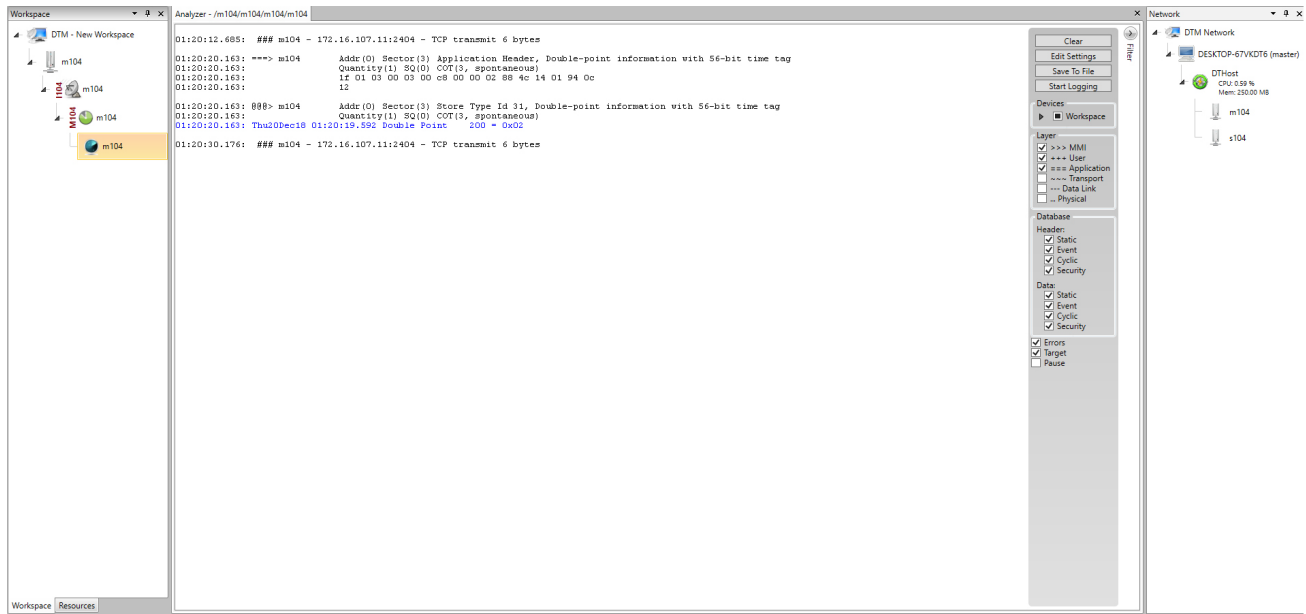 Workspace
DTM - New Workspace
m104
I104 m104
M104 m104
m104
Workspace Resources
Analyzer - /m104/m104/m104/m104
01:20:12.685: ### m104 - 172.16.107.11:2404 - TCP transmit 6 bytes
01:20:20.163: ===> m104 Addr(0) Sector(3) Application Header, Double-point information with 56-bit time tag
01:20:20.163: Quantity(1) SQ(0) COT(3, spontaneous)
01:20:20.163: 1f 01 03 00 03 00 c8 00 00 02 88 4c 14 01 94 0c
01:20:20.163: 12
01:20:20.163: @@@> m104 Addr(0) Sector(3) Store Type Id 31, Double-point information with 56-bit time tag
01:20:20.163: Quantity(1) SQ(0) COT(3, spontaneous)
01:20:20.163: Thu20Dec18 01:20:19.592 Double Point 200 = 0x02
01:20:30.176: ### m104 - 172.16.107.11:2404 - TCP transmit 6 bytes
Clear
Edit Settings
Save To File
Start Logging
Devices
Workspace
Layer
>>> MMI
+++ User
=== Application
~~~ Transport
--- Data Link
.. Physical
Database
Header:
Static
Event
Cyclic
Security
Data:
Static
Event
Cyclic
Security
Errors
Target
Pause
Filter
Network
DTM Network
DESKTOP-67VKDT6 (master)
DTHost
CPU: 0.59 %
Mem: 250.00 MB
m104
s104